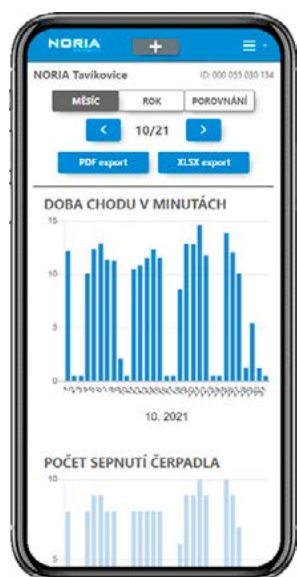 NORIA
NORIA Tavíkovice ID: 000 055 030 134
MĚSÍC ROK POROVNÁNÍ
< 10/21 >
PDF export XLSX export
DOBA CHODU V MINUTÁCH
15
10
5
0
10. 2021
POČET SEPNUTÍ ČERPADLA
10
5